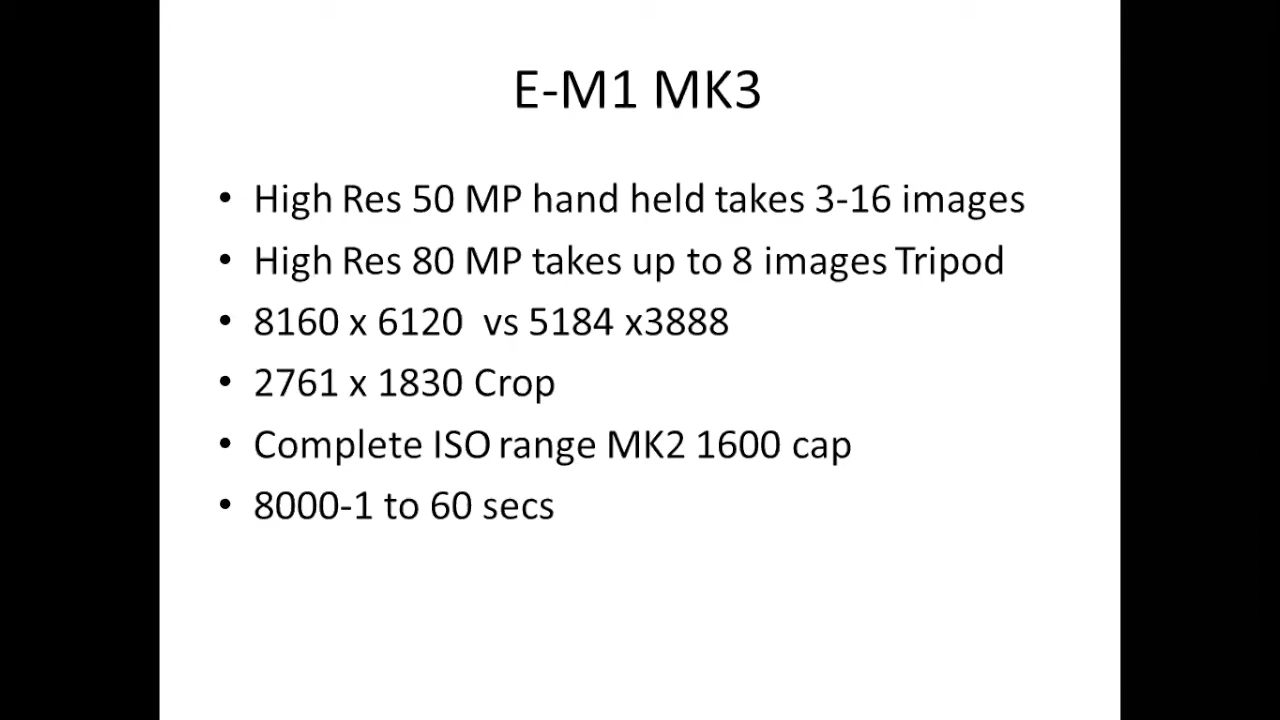 E-M1 MK3
• High Res 50 MP hand held takes 3-16 images
• High Res 80 MP takes up to 8 images Tripod
• 8160 x 6120  vs 5184 x3888
• 2761 x 1830 Crop
• Complete ISO range MK2 1600 cap
• 8000-1 to 60 secs